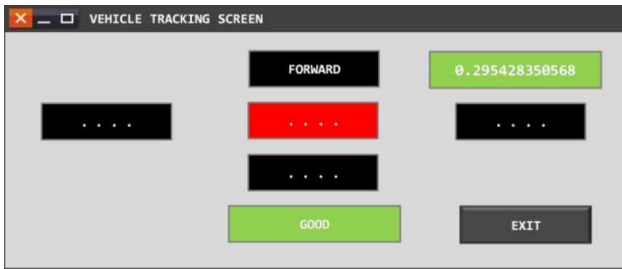 VEHICLE TRACKING SCREEN
FORWARD
0.295428350568
. . . .
. . . .
. . . .
. . . .
GOOD
EXIT